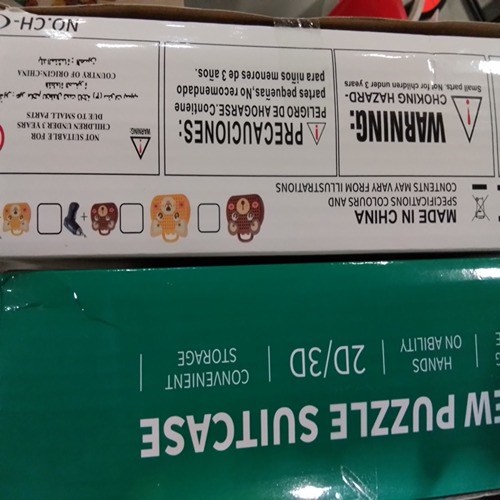 W PUZZLE SUITCASE
HANDS
ON ABILITY
2D/3D
CONVENIENT
STORAGE
MADE IN CHINA
SPECIFICATIONS COLOURS AND
CONTENTS MAY VARY FROM ILLUSTRATIONS
WARNING:
CHOKING HAZARD-
Small parts. Not for children under 3 years
PRECAUCIONES:
PELIGRO DE AHOGARSE.Contiene
partes pequeñas,No recomendado
para niños menores de 3 años.
WARNING
NOT SUITABLE FOR
CHILDREN UNDER 3 YEARS
DUE TO SMALL PARTS
COUNTRY OF ORIGIN:CHINA
NO.CH-